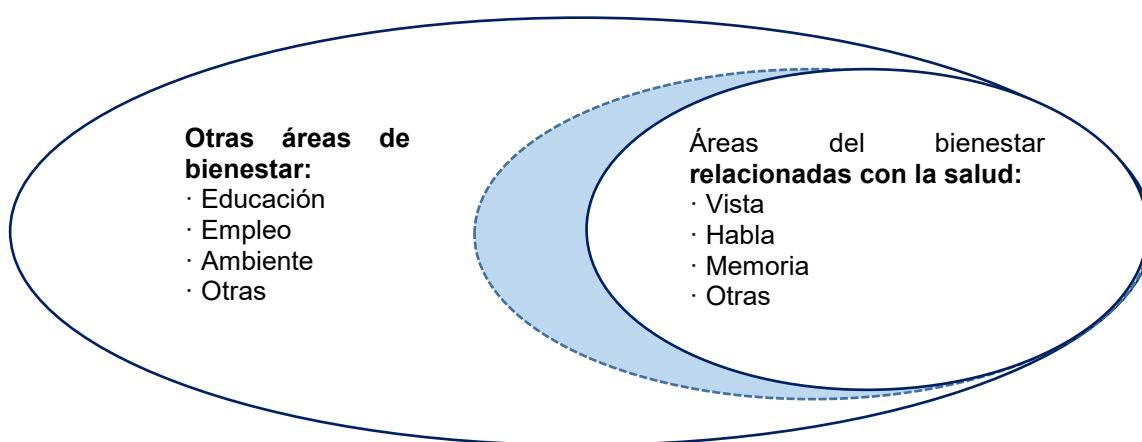 Otras áreas de
bienestar:
· Educación
· Empleo
· Ambiente
· Otras
Áreas del bienestar
relacionadas con la salud:
· Vista
· Habla
· Memoria
· Otras